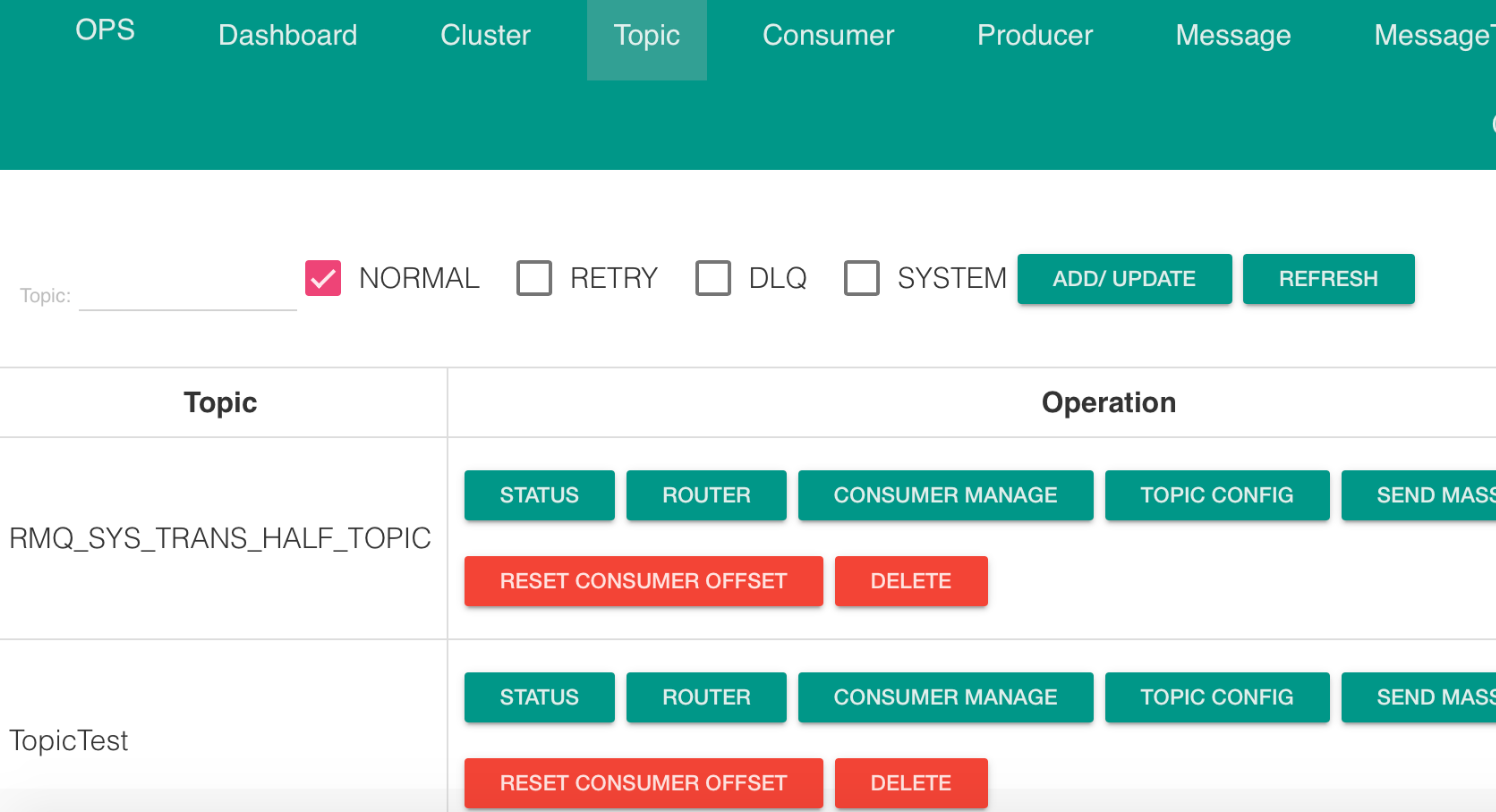 OPS Dashboard Cluster Topic Consumer Producer Message Message
Topic: NORMAL RETRY DLQ SYSTEM ADD/ UPDATE REFRESH
Topic Operation
RMQ_SYS_TRANS_HALF_TOPIC
STATUS ROUTER CONSUMER MANAGE TOPIC CONFIG SEND MASS
RESET CONSUMER OFFSET DELETE
TopicTest
STATUS ROUTER CONSUMER MANAGE TOPIC CONFIG SEND MASS
RESET CONSUMER OFFSET DELETE